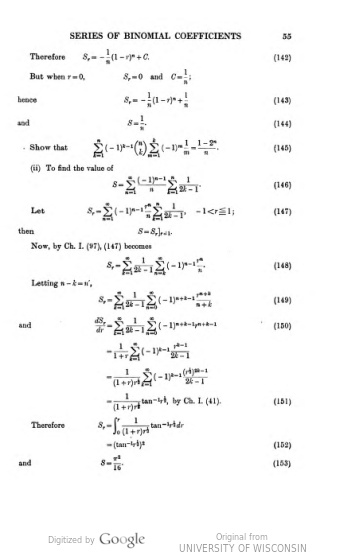 SERIES OF BINOMIAL COEFFICIENTS 55
Therefore S_r = -\frac{1}{n}(1-r)^n + C. (142)
But when r=0, S_r=0 and C=\frac{1}{n};
hence S_r = -\frac{1}{n}(1-r)^n + \frac{1}{n} (143)
and S = \frac{1}{n}. (144)
Show that \sum_{k=1}^{n} (-1)^{k-1} \binom{n}{k} \sum_{m=1}^{k} (-1)^m \frac{1}{m} = \frac{1-2^n}{n}. (145)
(ii) To find the value of
S = \sum_{n=1}^{\infty} \frac{(-1)^{n-1}}{n} \sum_{k=1}^{n} \frac{1}{2k-1}. (146)
Let S_r = \sum_{n=1}^{\infty} (-1)^{n-1} \frac{r^n}{n} \sum_{k=1}^{n} \frac{1}{2k-1}, -1<r≦1; (147)
then S = S_r]_{r=1}.
Now, by Ch. I. (97), (147) becomes
S_r = \sum_{k=1}^{\infty} \frac{1}{2k-1} \sum_{n=k}^{\infty} (-1)^{n-1} \frac{r^n}{n}. (148)
Letting n-k=n',
S_r = \sum_{k=1}^{\infty} \frac{1}{2k-1} \sum_{n=0}^{\infty} (-1)^{n+k-1} \frac{r^{n+k}}{n+k} (149)
and \frac{dS_r}{dr} = \sum_{k=1}^{\infty} \frac{1}{2k-1} \sum_{n=0}^{\infty} (-1)^{n+k-1} r^{n+k-1} (150)
= \frac{1}{1+r} \sum_{k=1}^{\infty} (-1)^{k-1} \frac{r^{k-1}}{2k-1}
= \frac{1}{(1+r)r^{\frac{1}{2}}} \sum_{k=1}^{\infty} (-1)^{k-1} \frac{(r^{\frac{1}{2}})^{2k-1}}{2k-1}
= \frac{1}{(1+r)r^{\frac{1}{2}}} tan^{-1}r^{\frac{1}{2}}, by Ch. I. (41). (151)
Therefore S_r = \int_0^r \frac{1}{(1+r)r^{\frac{1}{2}}} tan^{-1}r^{\frac{1}{2}} dr
= (tan^{-1}r^{\frac{1}{2}})^2 (152)
and S = \frac{π^2}{16}. (153)
Digitized by Google
Original from
UNIVERSITY OF WISCONSIN